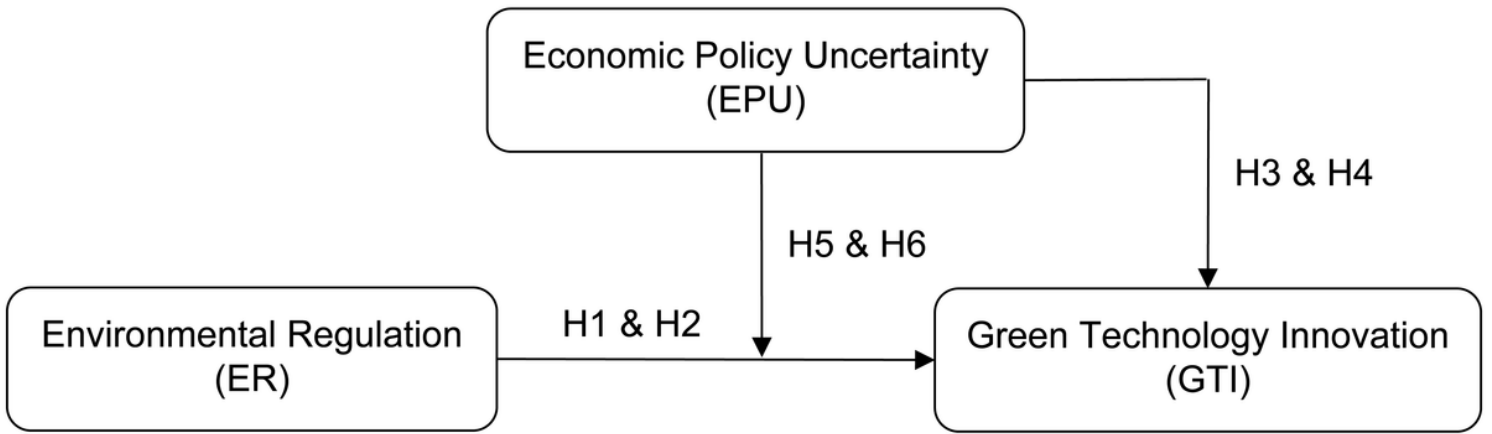 Economic Policy Uncertainty
(EPU)
H3 & H4
H5 & H6
H1 & H2
Environmental Regulation
(ER)
Green Technology Innovation
(GTI)